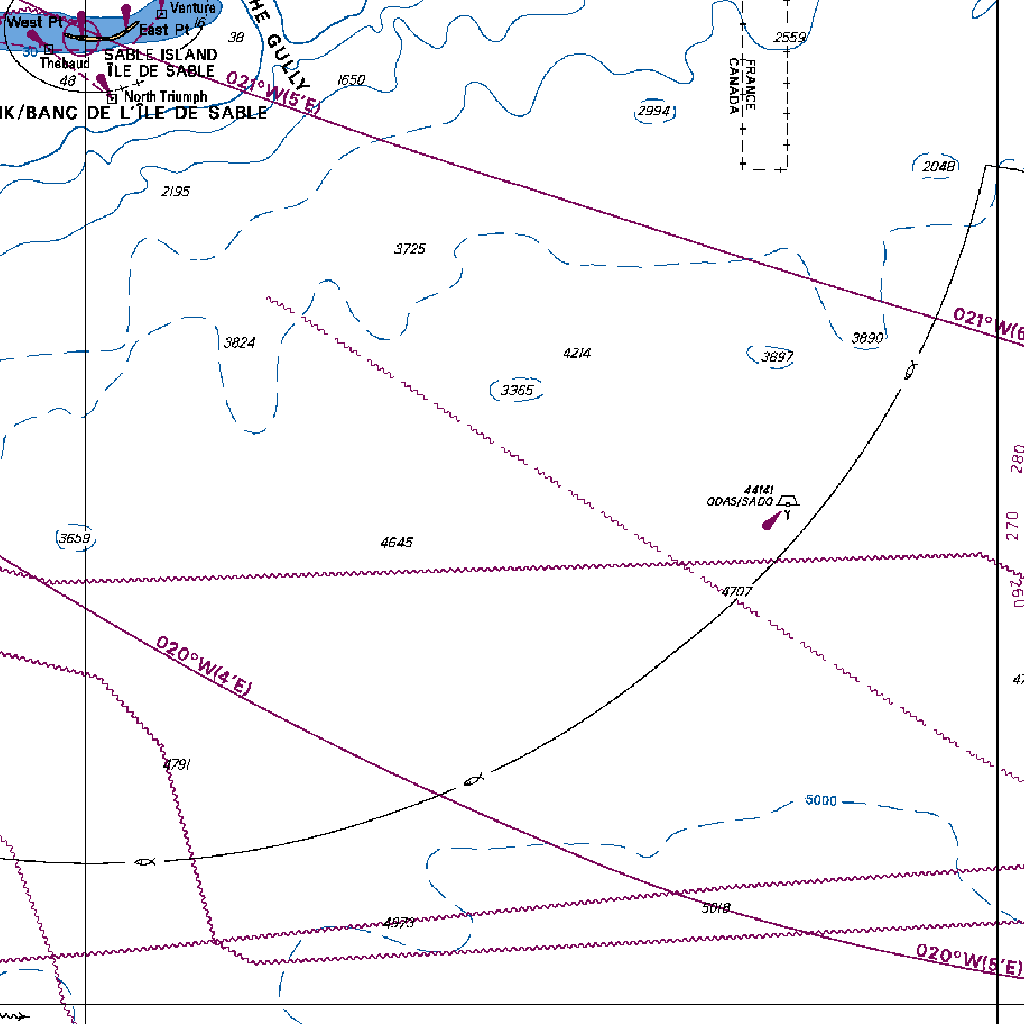 Venture
West Pt
16
East Pt
THE GULLY
38
2559
30
SABLE ISLAND
Thebaud
ÎLE DE SABLE
48
1650
021°W(5'E)
FRANCE
CANADA
North Triumph
2994
NK/BANC DE L'ÎLE DE SABLE
2048
2195
3725
021°W(6
3824
3890
4214
3897
3365
280
44141
ODAS/SADO
270
3659
4645
4707
260
020°W(4'E)
47
4791
5000
4973
5018
020°W(5'E)